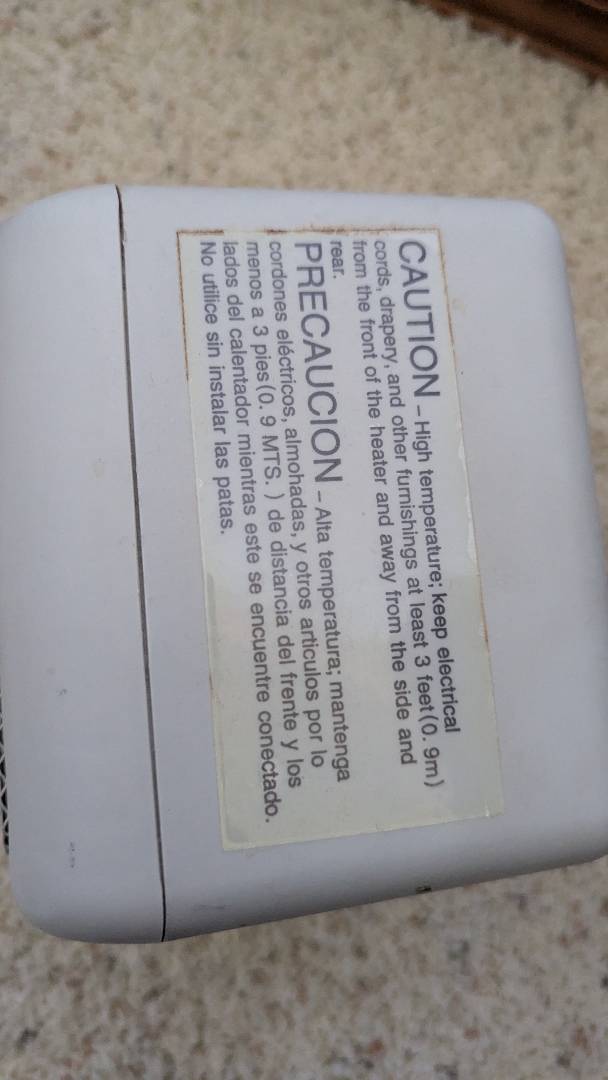 CAUTION – High temperature; keep electrical
cords, drapery, and other furnishings at least 3 feet(0. 9m)
from the front of the heater and away from the side and
rear.
PRECAUCION – Alta temperatura; mantenga
cordones eléctricos, almohadas, y otros articulos por lo
menos a 3 pies(0. 9 MTS. ) de distancia del frente y los
lados del calentador mientras este se encuentre conectado.
No utilice sin instalar las patas.